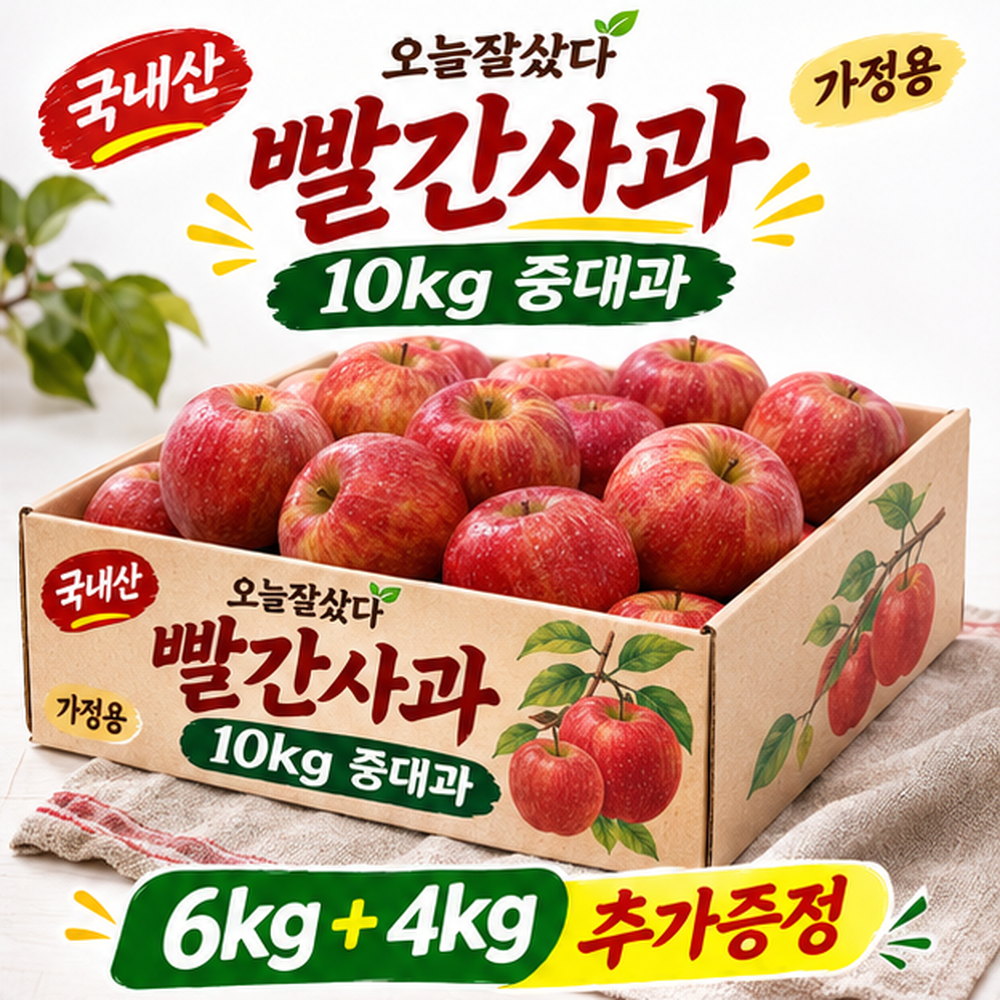 국내산
오늘잘샀다
가정용
빨간사과
10kg 중대과
국내산
오늘잘샀다
빨간사과
가정용
10kg 중대과
6kg + 4kg 추가증정